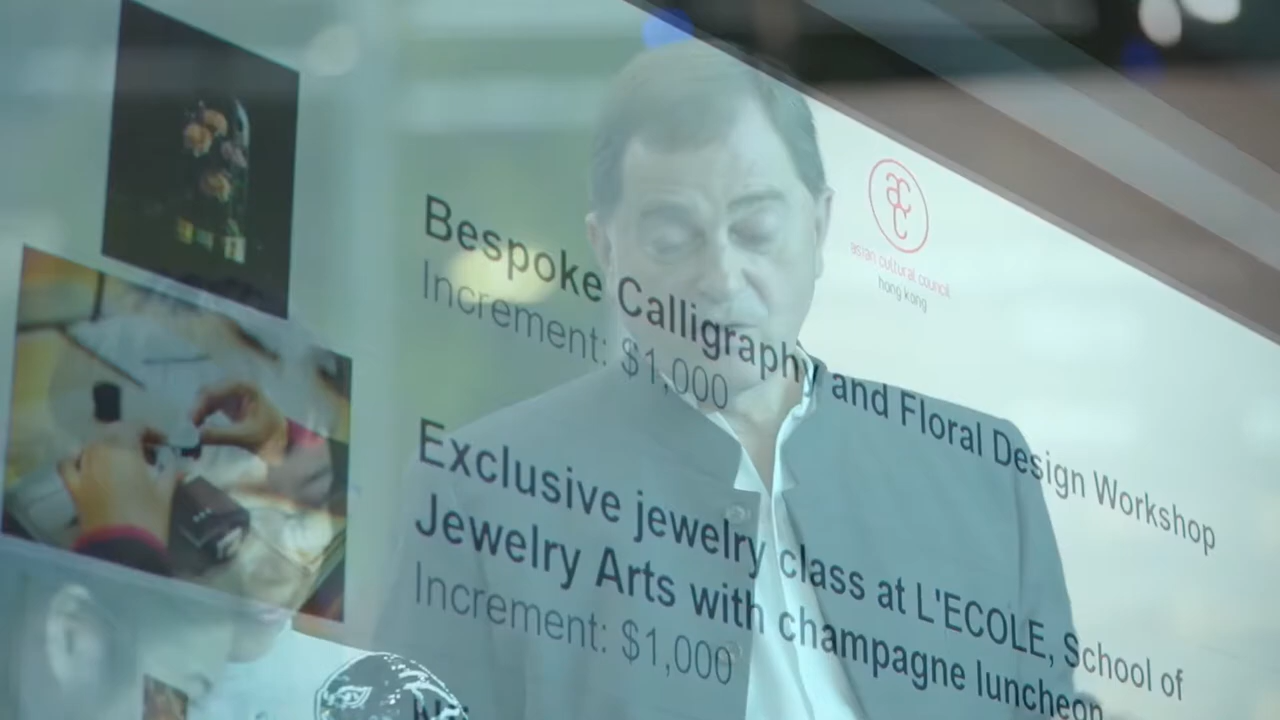 acc
asian cultural council
hong kong
Bespoke Calligraphy and Floral Design Workshop
Increment: $1,000
Exclusive jewelry class at L'ECOLE, School of
Jewelry Arts with champagne luncheon
Increment: $1,000